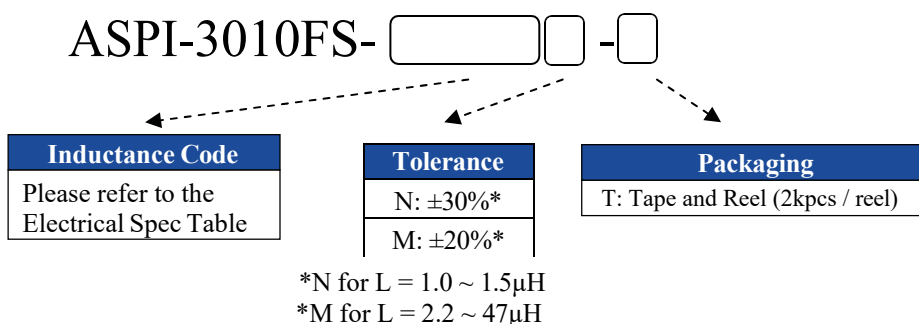 ASPI-3010FS- -
Inductance Code
Please refer to the
Electrical Spec Table
Tolerance
N: ±30%*
M: ±20%*
*N for L = 1.0 ~ 1.5µH
*M for L = 2.2 ~ 47µH
Packaging
T: Tape and Reel (2kpcs / reel)